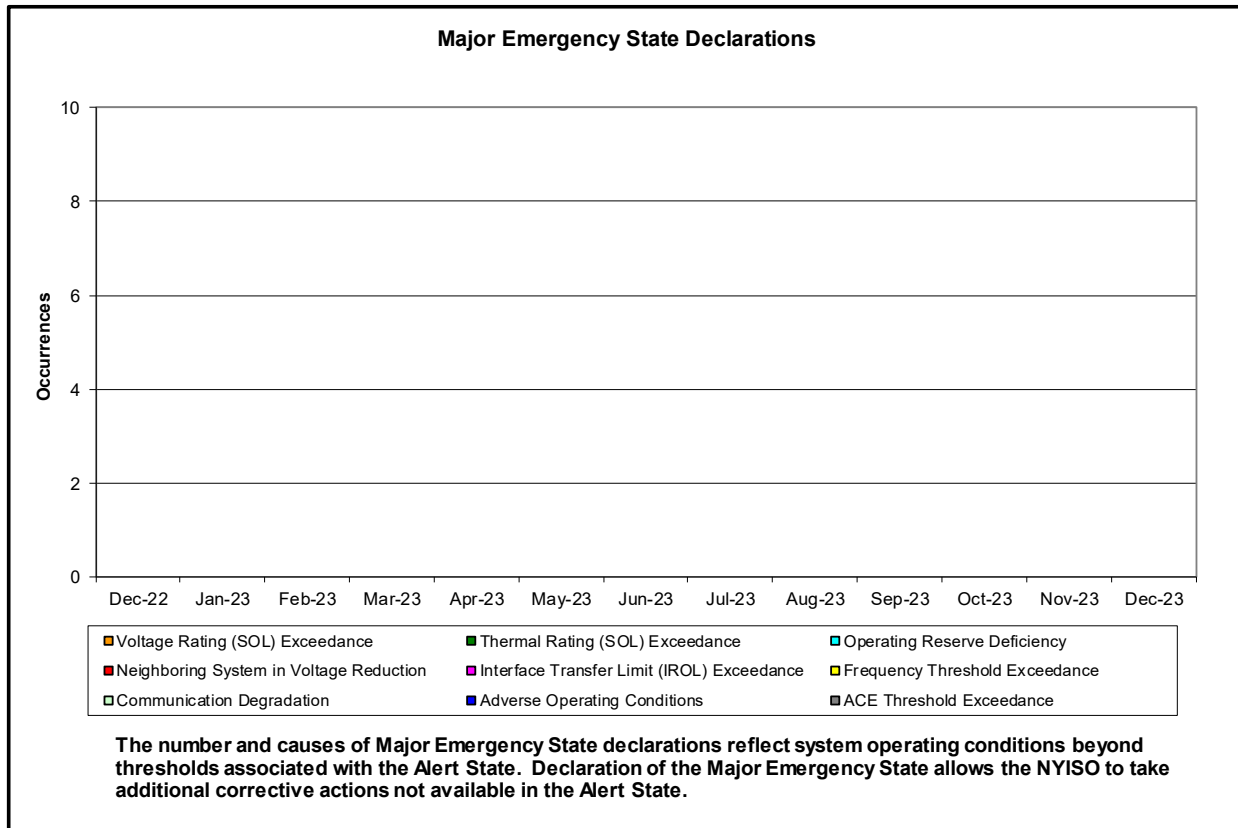 Major Emergency State Declarations
10
8
6
4
2
0
Occurrences
Dec-22 Jan-23 Feb-23 Mar-23 Apr-23 May-23 Jun-23 Jul-23 Aug-23 Sep-23 Oct-23 Nov-23 Dec-23
Voltage Rating (SOL) Exceedance Thermal Rating (SOL) Exceedance Operating Reserve Deficiency
Neighboring System in Voltage Reduction Interface Transfer Limit (IROL) Exceedance Frequency Threshold Exceedance
Communication Degradation Adverse Operating Conditions ACE Threshold Exceedance
The number and causes of Major Emergency State declarations reflect system operating conditions beyond
thresholds associated with the Alert State. Declaration of the Major Emergency State allows the NYISO to take
additional corrective actions not available in the Alert State.